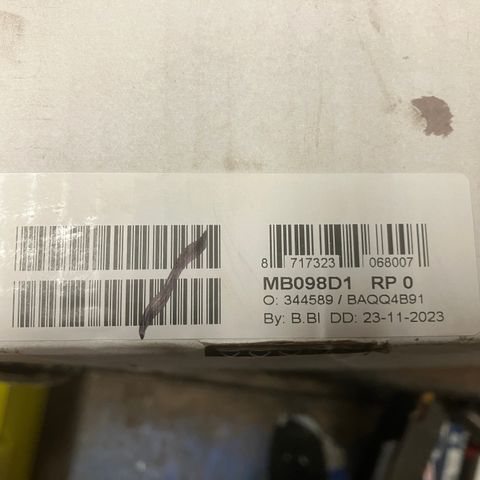 8 717323 068007
MB098D1 RP 0
O: 344589 / BAQQ4B91
By: B.BI DD: 23-11-2023